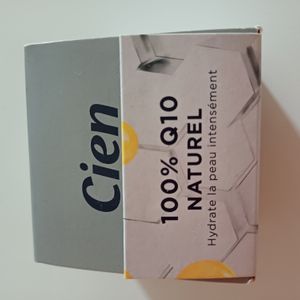 Cien
100% Q10
NATUREL
Hydrate la peau intensément